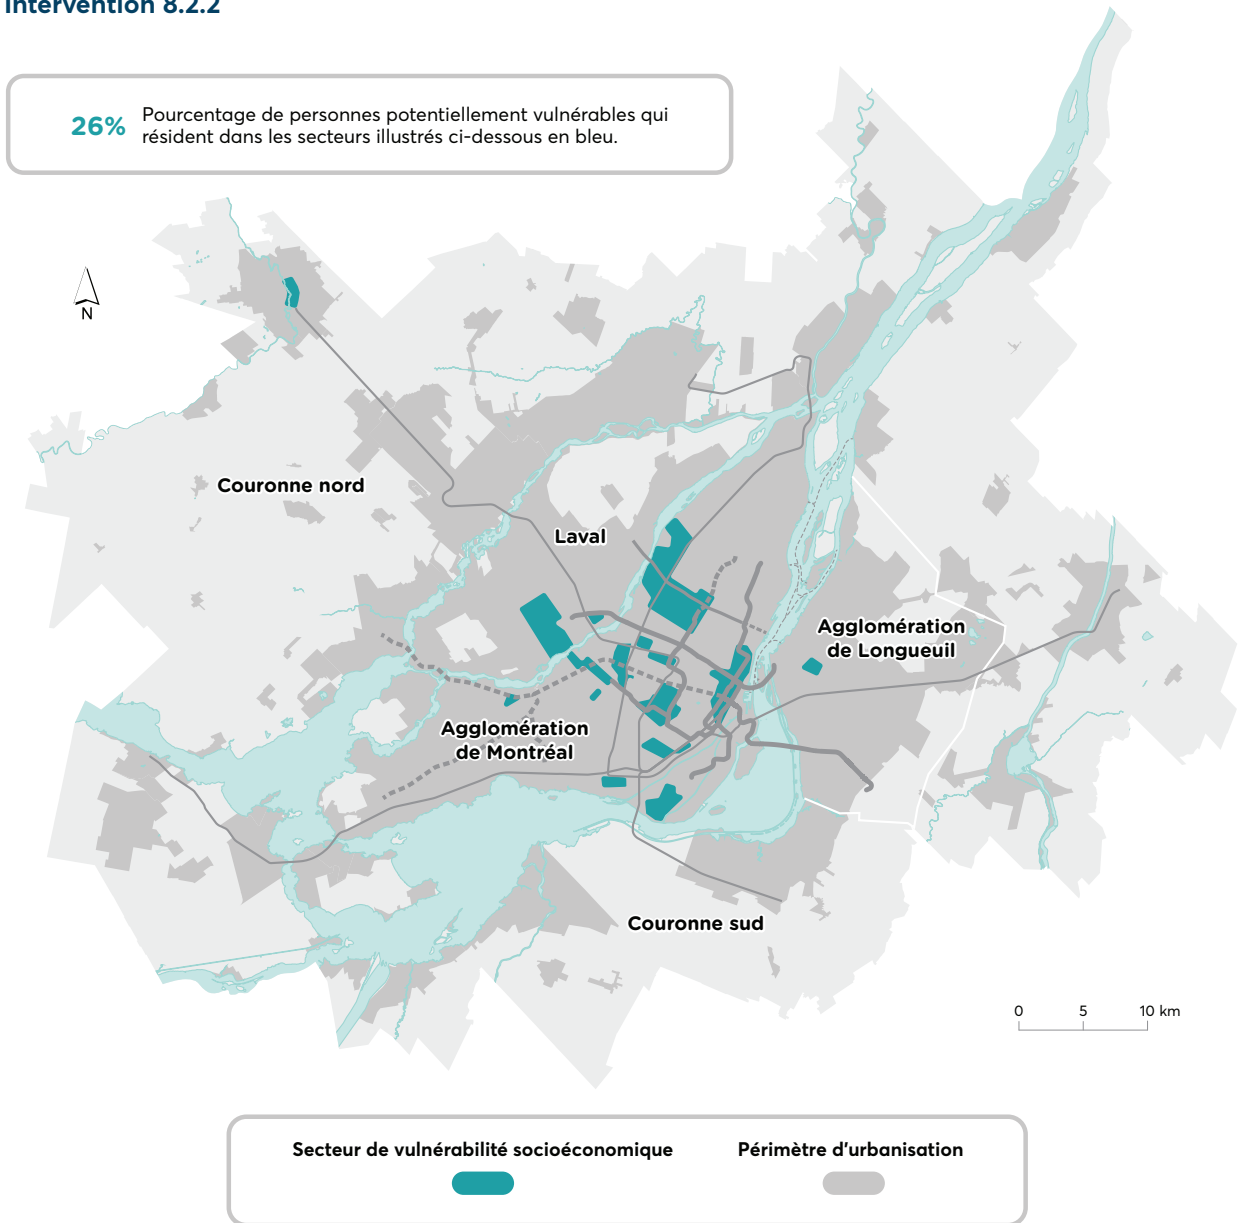 Intervention 8.2.2
26%
Pourcentage de personnes potentiellement vulnérables qui
résident dans les secteurs illustrés ci-dessous en bleu.
N
Couronne nord
Laval
Agglomération
de Longueuil
Agglomération
de Montréal
Couronne sud
0 5 10 km
Secteur de vulnérabilité socioéconomique
Périmètre d'urbanisation